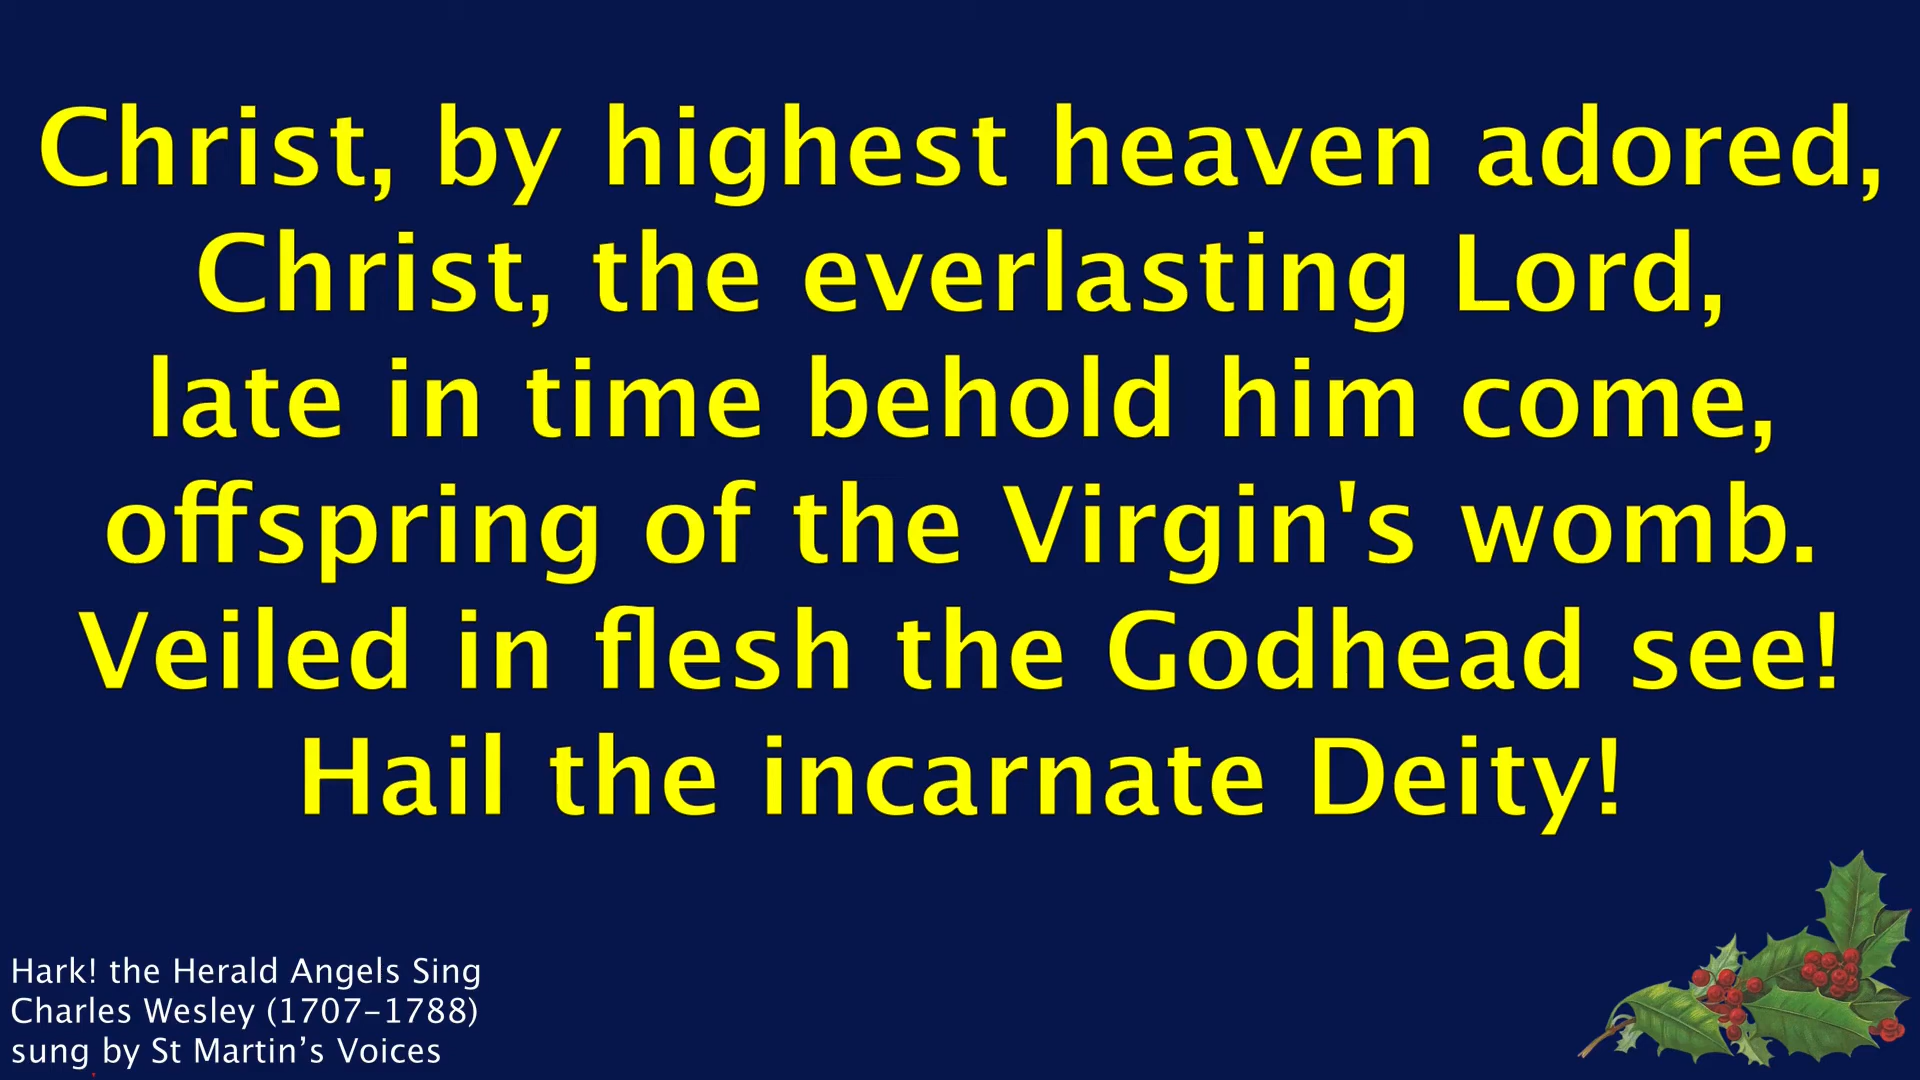 Christ, by highest heaven adored,
Christ, the everlasting Lord,
late in time behold him come,
offspring of the Virgin's womb.
Veiled in flesh the Godhead see!
Hail the incarnate Deity!
Hark! the Herald Angels Sing
Charles Wesley (1707–1788)
sung by St Martin’s Voices